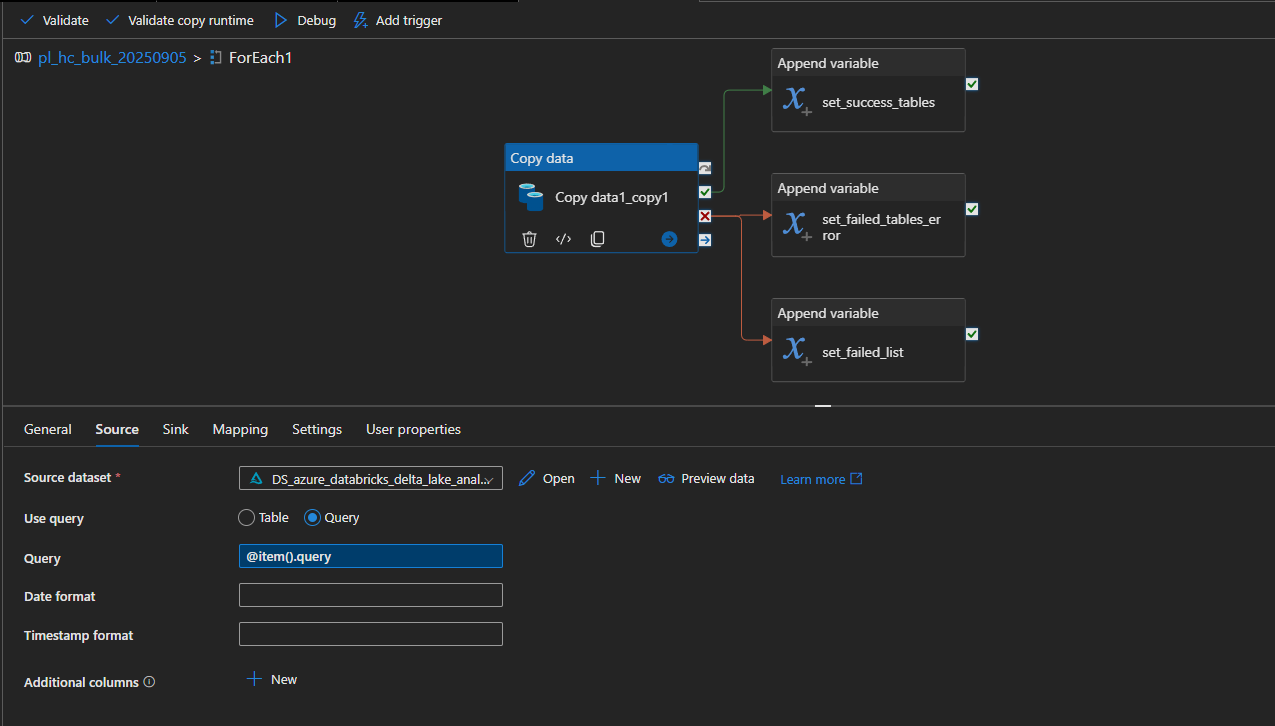 Validate
Validate copy runtime
Debug
Add trigger
pl_hc_bulk_20250905 > ForEach1
Append variable
set_success_tables
Copy data
Copy data1_copy1
Append variable
set_failed_tables_er
ror
Append variable
set_failed_list
General
Source
Sink
Mapping
Settings
User properties
Source dataset *
DS_azure_databricks_delta_lake_anal...
Open
New
Preview data
Learn more
Use query
Table
Query
Query
@item().query
Date format
Timestamp format
Additional columns
New